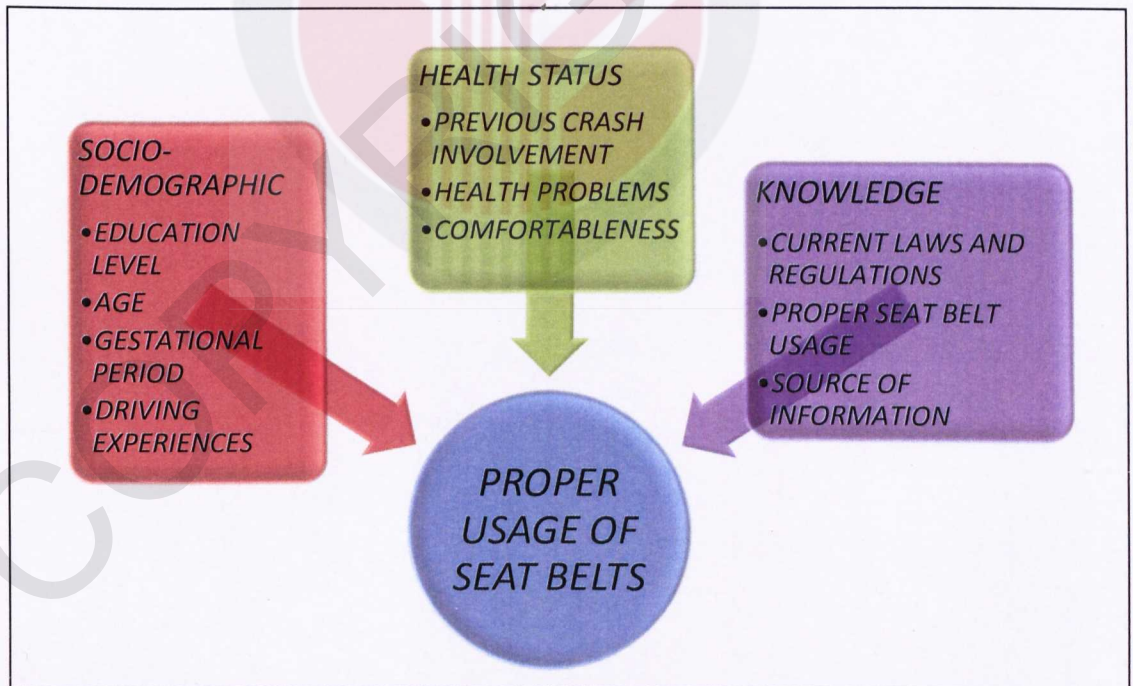 SOCIO-
DEMOGRAPHIC
•EDUCATION
LEVEL
•AGE
•GESTATIONAL
PERIOD
•DRIVING
EXPERIENCES
HEALTH STATUS
•PREVIOUS CRASH
INVOLVEMENT
•HEALTH PROBLEMS
•COMFORTABLENESS
KNOWLEDGE
•CURRENT LAWS AND
REGULATIONS
•PROPER SEAT BELT
USAGE
•SOURCE OF
INFORMATION
PROPER
USAGE OF
SEAT BELTS